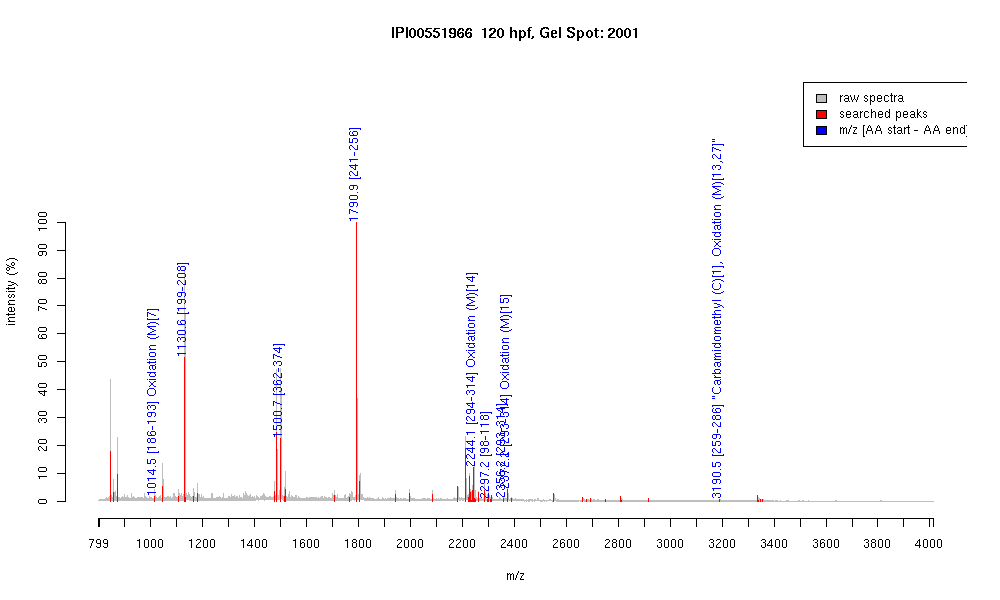 IPI00551966 120 hpf, Gel Spot: 2001
raw spectra
searched peaks
m/z [AA start - AA end]
intensity (%)
100
90
80
70
60
50
40
30
20
10
0
1014.5 [186-193] Oxidation (M)[7]
1130.6 [199-208]
1500.7 [362-374]
1790.9 [241-256]
2244.1 [294-314] Oxidation (M)[14]
2297.2 [98-118]
2356.2 [293-314]
2372.2 [293-314] Oxidation (M)[15]
3190.5 [259-286] "Carbamidomethyl (C)[1], Oxidation (M)[13,27]"
799 1000 1200 1400 1600 1800 2000 2200 2400 2600 2800 3000 3200 3400 3600 3800 4000
m/z